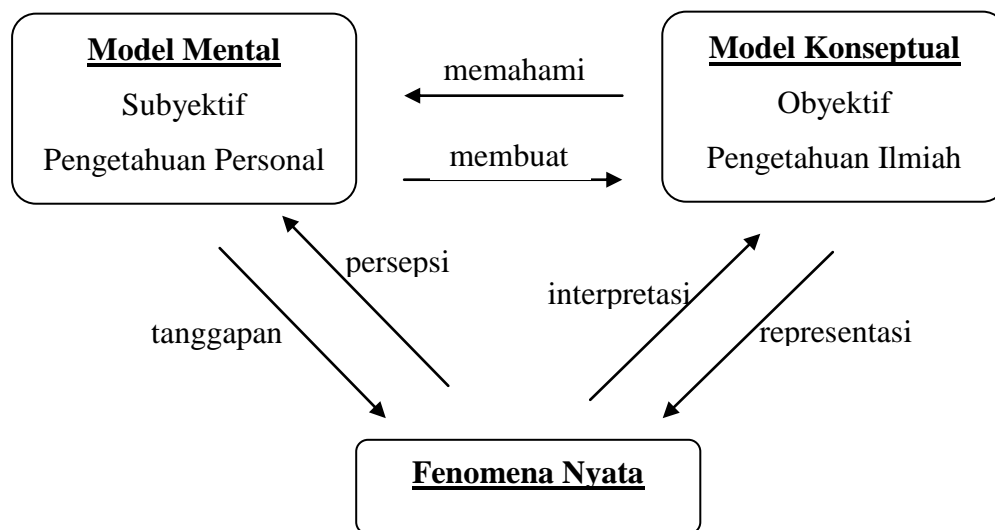 Model Mental
Subyektif
Pengetahuan Personal
memahami
membuat
Model Konseptual
Obyektif
Pengetahuan Ilmiah
persepsi
tanggapan
interpretasi
representasi
Fenomena Nyata